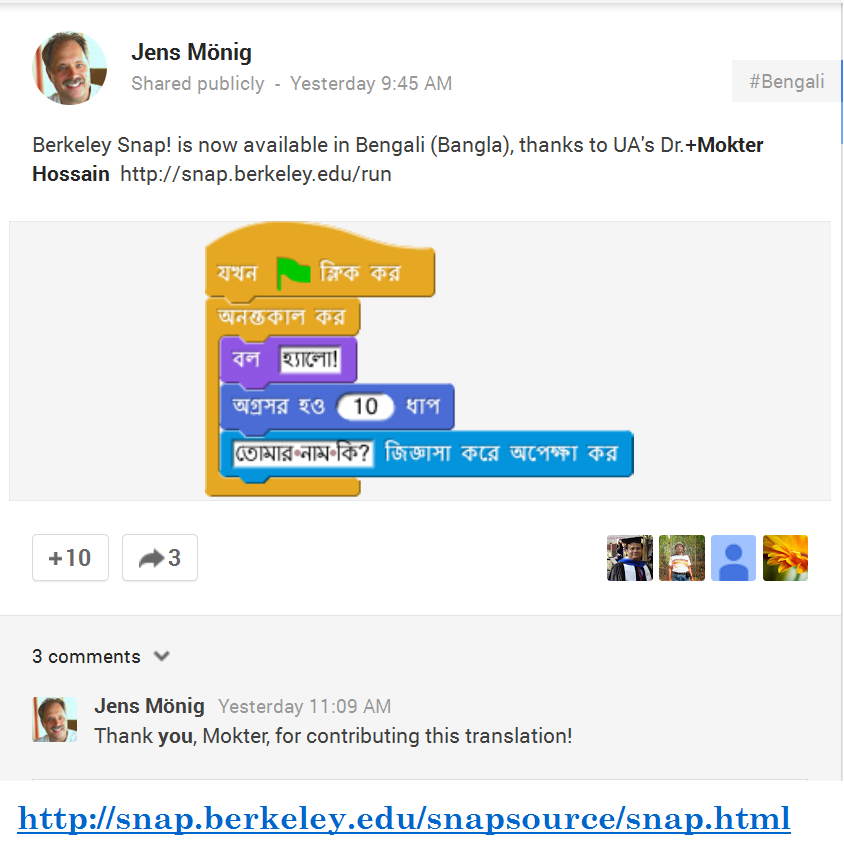 Jens Mönig
Shared publicly - Yesterday 9:45 AM
#Bengali
Berkeley Snap! is now available in Bengali (Bangla), thanks to UA's Dr.+Mokter
Hossain http://snap.berkeley.edu/run
যখন ক্লিক কর
অনন্তকাল কর
বল হ্যালো!
অগ্রসর হও 10 ধাপ
তোমার•নাম•কি? জিজ্ঞাসা করে অপেক্ষা কর
+10 3
3 comments
Jens Mönig Yesterday 11:09 AM
Thank you, Mokter, for contributing this translation!
http://snap.berkeley.edu/snapsource/snap.html